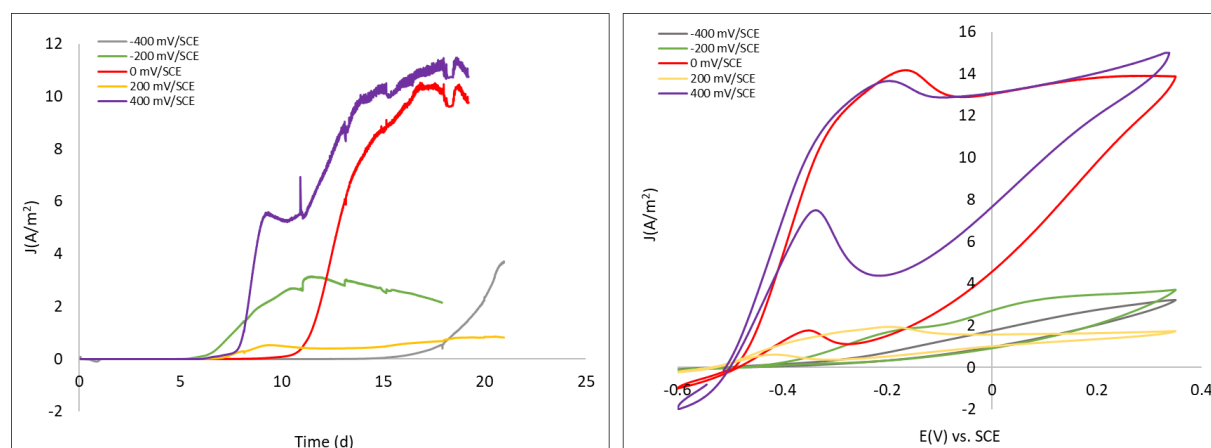 -400 mV/SCE
-200 mV/SCE
0 mV/SCE
200 mV/SCE
400 mV/SCE
12
10
8
6
4
2
0
-2
J(A/m²)
0
5
10
15
20
25
Time (d)
-400 mV/SCE
-200 mV/SCE
0 mV/SCE
200 mV/SCE
400 mV/SCE
16
14
12
10
8
6
4
2
0
-2
J(A/m²)
-0.6
-0.4
-0.2
0
0.2
0.4
E(V) vs. SCE